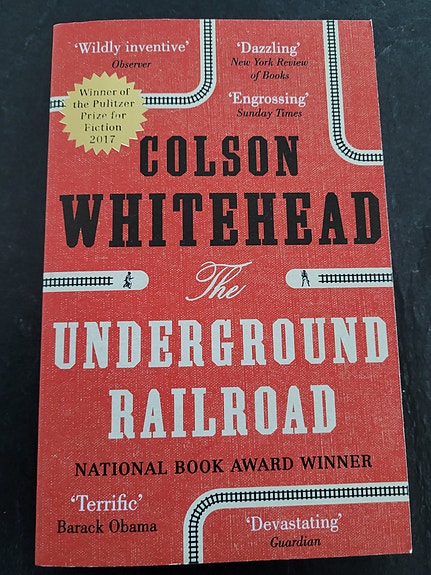 ‘Wildly inventive’
Observer
‘Dazzling’
New York Review
of Books
‘Engrossing’
Sunday Times
Winner of
the Pulitzer
Prize for
Fiction
2017
COLSON
WHITEHEAD
The
UNDERGROUND
RAILROAD
NATIONAL BOOK AWARD WINNER
‘Terrific’
Barack Obama
‘Devastating’
Guardian